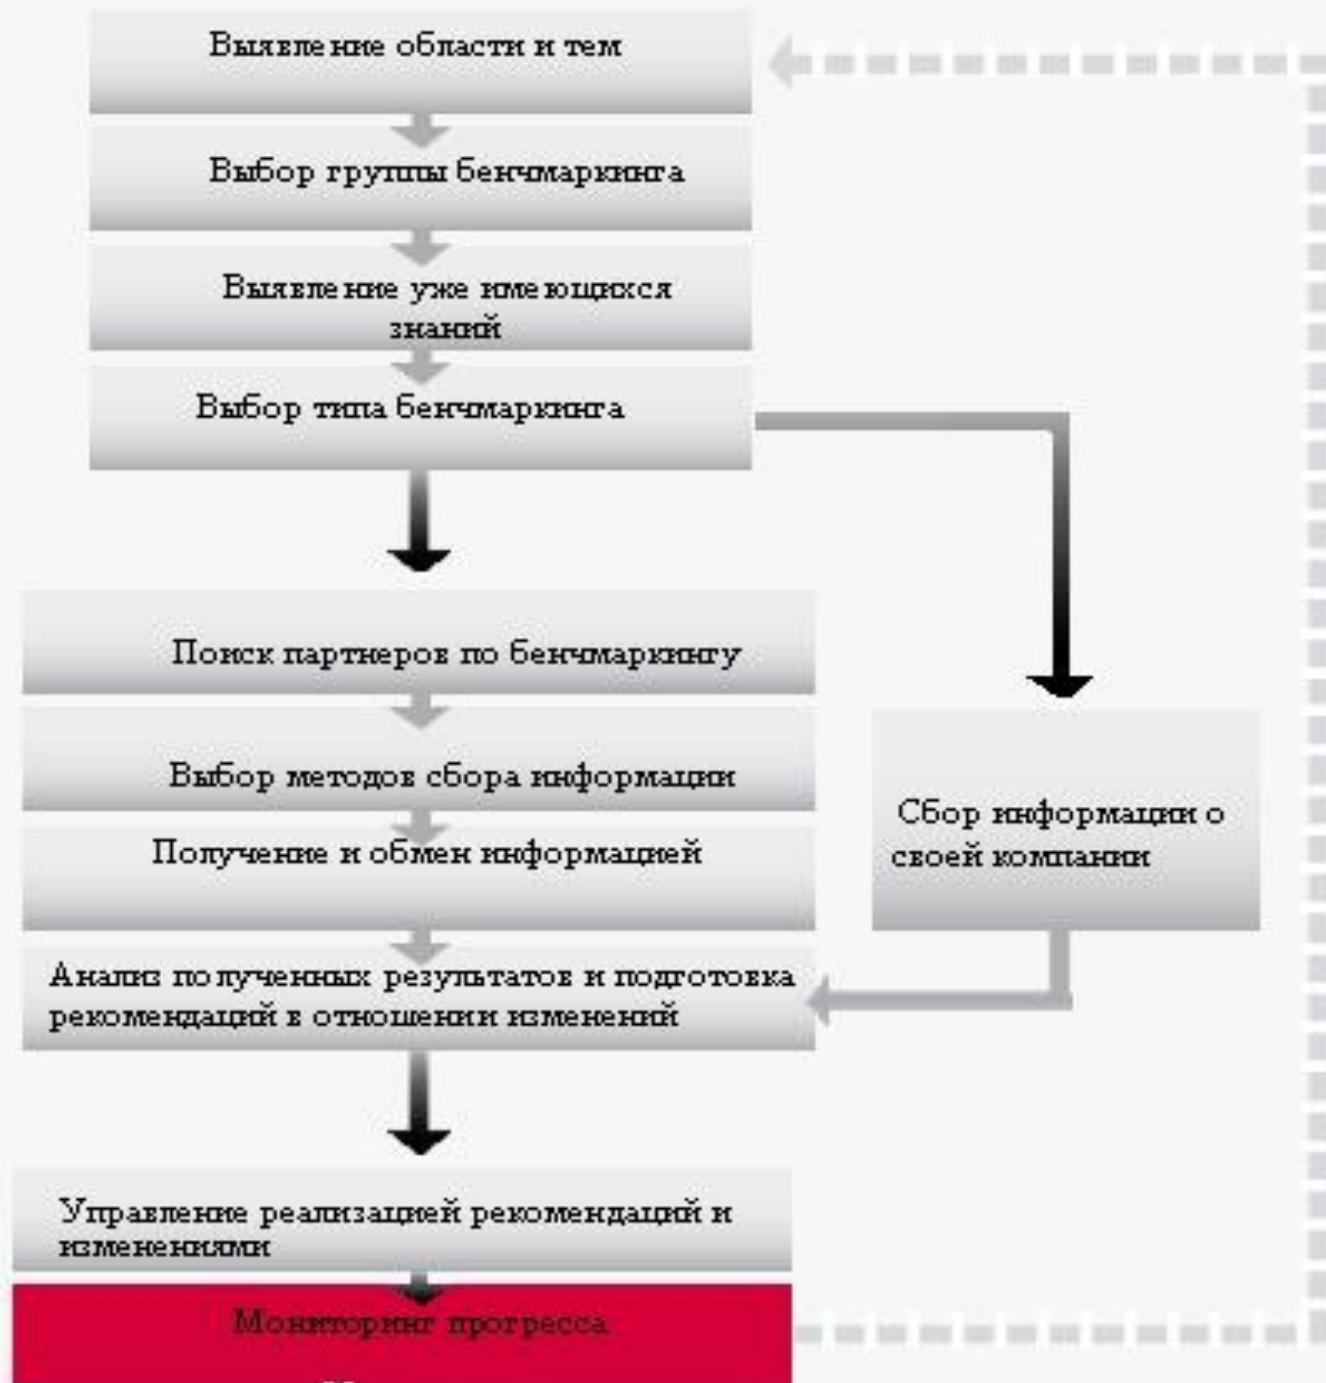 Выявление области и тем
Выбор группы бенчмаркинга
Выявление уже имеющихся
знаний
Выбор типа бенчмаркинга
Поиск партнеров по бенчмаркингу
Выбор методов сбора информации
Получение и обмен информацией
Анализ полученных результатов и подготовка
рекомендаций в отношении изменений
Сбор информации о
своей компании
Управление реализацией рекомендаций и
изменениями
Мониторинг прогресса